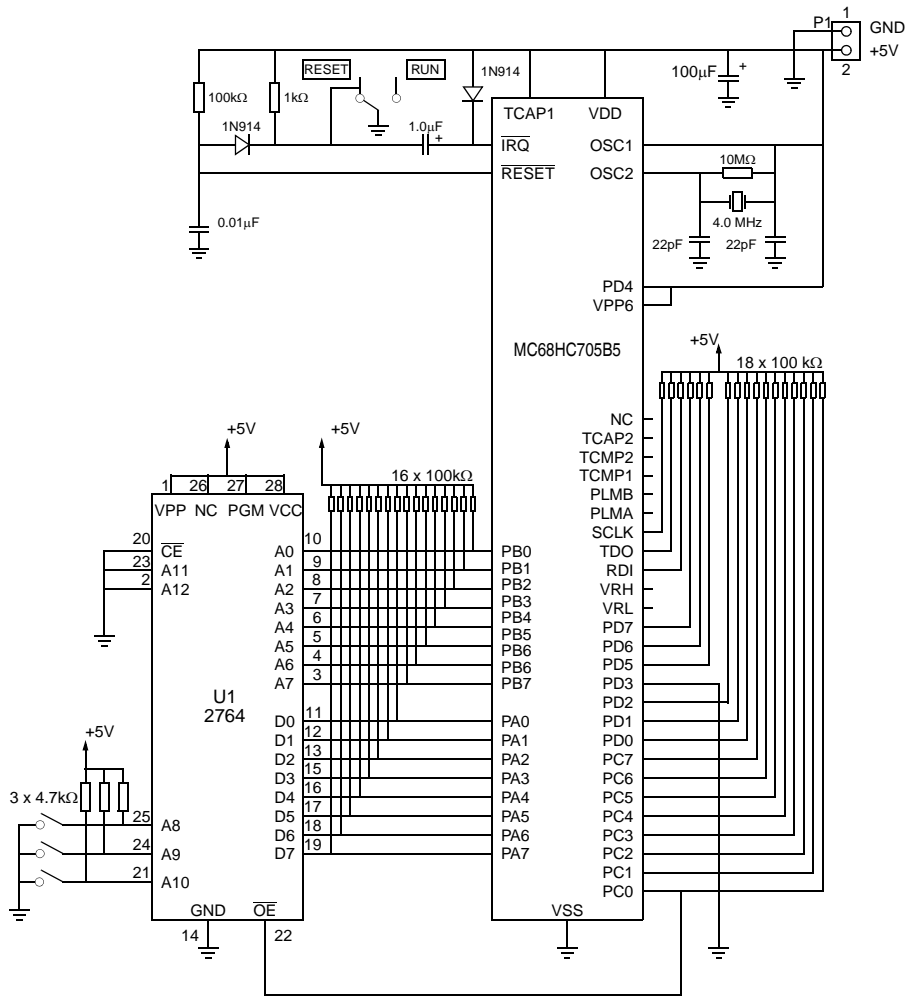 P1 1 GND
+5V
2
RESET RUN 1N914 100μF +
100kΩ 1kΩ
1N914 1.0μF +
TCAP1 VDD
IRQ OSC1
RESET OSC2
10MΩ
4.0 MHz
0.01μF
22pF 22pF
PD4
VPP6
MC68HC705B5
+5V
18 x 100 kΩ
NC
TCAP2
TCMP2
TCMP1
PLMB
PLMA
SCLK
TDO
RDI
VRH
VRL
PD7
PD6
PD5
PD3
PD2
PD1
PD0
PC7
PC6
PC5
PC4
PC3
PC2
PC1
PC0
VSS
PB0
PB1
PB2
PB3
PB4
PB5
PB6
PB6
PB7
PA0
PA1
PA2
PA3
PA4
PA5
PA6
PA7
+5V +5V
16 x 100kΩ
1 26 27 28
VPP NC PGM VCC
20 CE
23 A11
2 A12
A0 10
A1 9
A2 8
A3 7
A4 6
A5 5
A6 4
A7 3
U1
2764
D0 11
D1 12
D2 13
D3 15
D4 16
D5 17
D6 18
D7 19
+5V
3 x 4.7kΩ
25 A8
24 A9
21 A10
GND OE
14 22